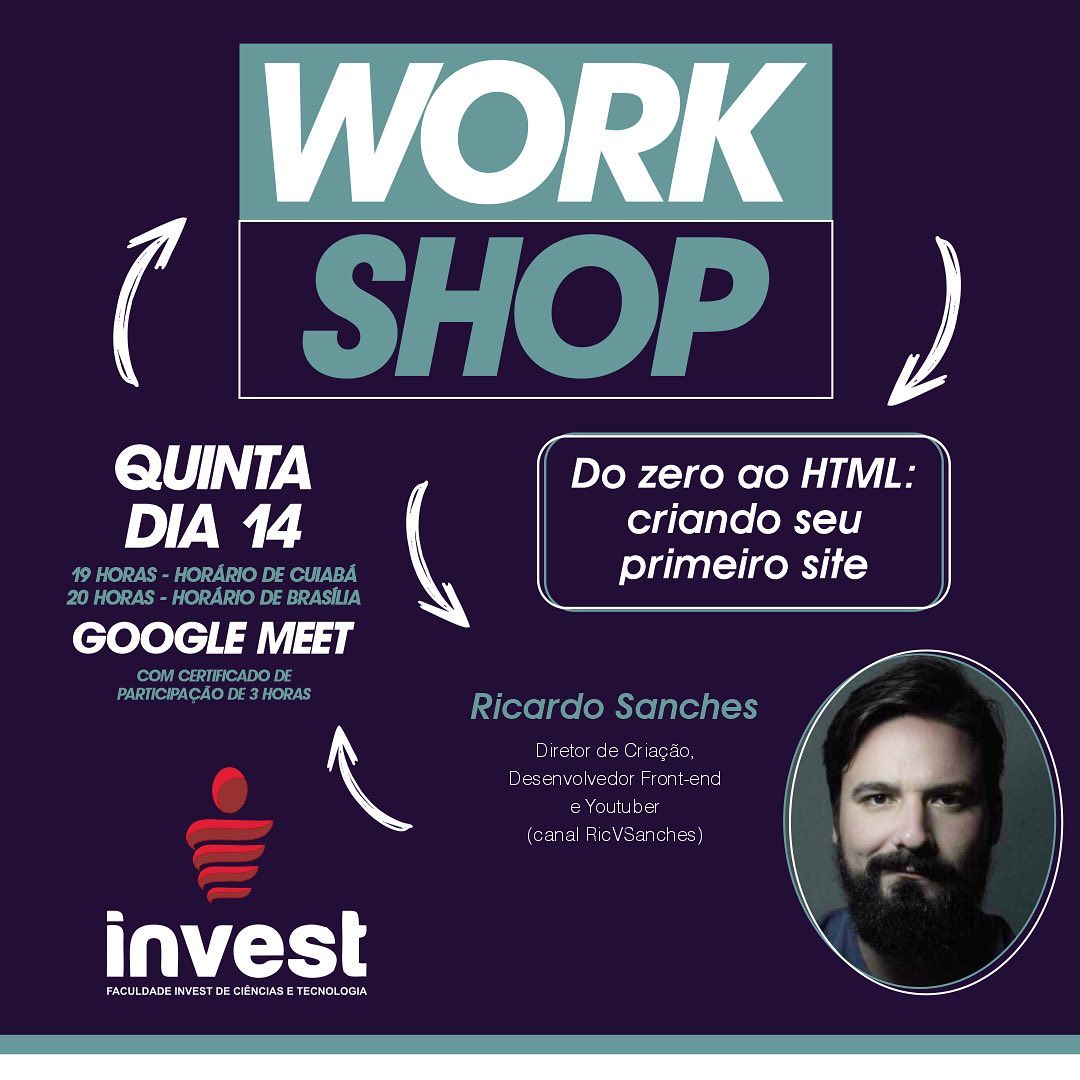 WORK
SHOP
QUINTA
DIA 14
19 HORAS - HORÁRIO DE CUIABÁ
20 HORAS - HORÁRIO DE BRASÍLIA
GOOGLE MEET
COM CERTIFICADO DE
PARTICIPAÇÃO DE 3 HORAS
Do zero ao HTML:
criando seu
primeiro site
Ricardo Sanches
Diretor de Criação,
Desenvolvedor Front-end
e Youtuber
(canal RicVSanches)
invest
FACULDADE INVEST DE CIÊNCIAS E TECNOLOGIA